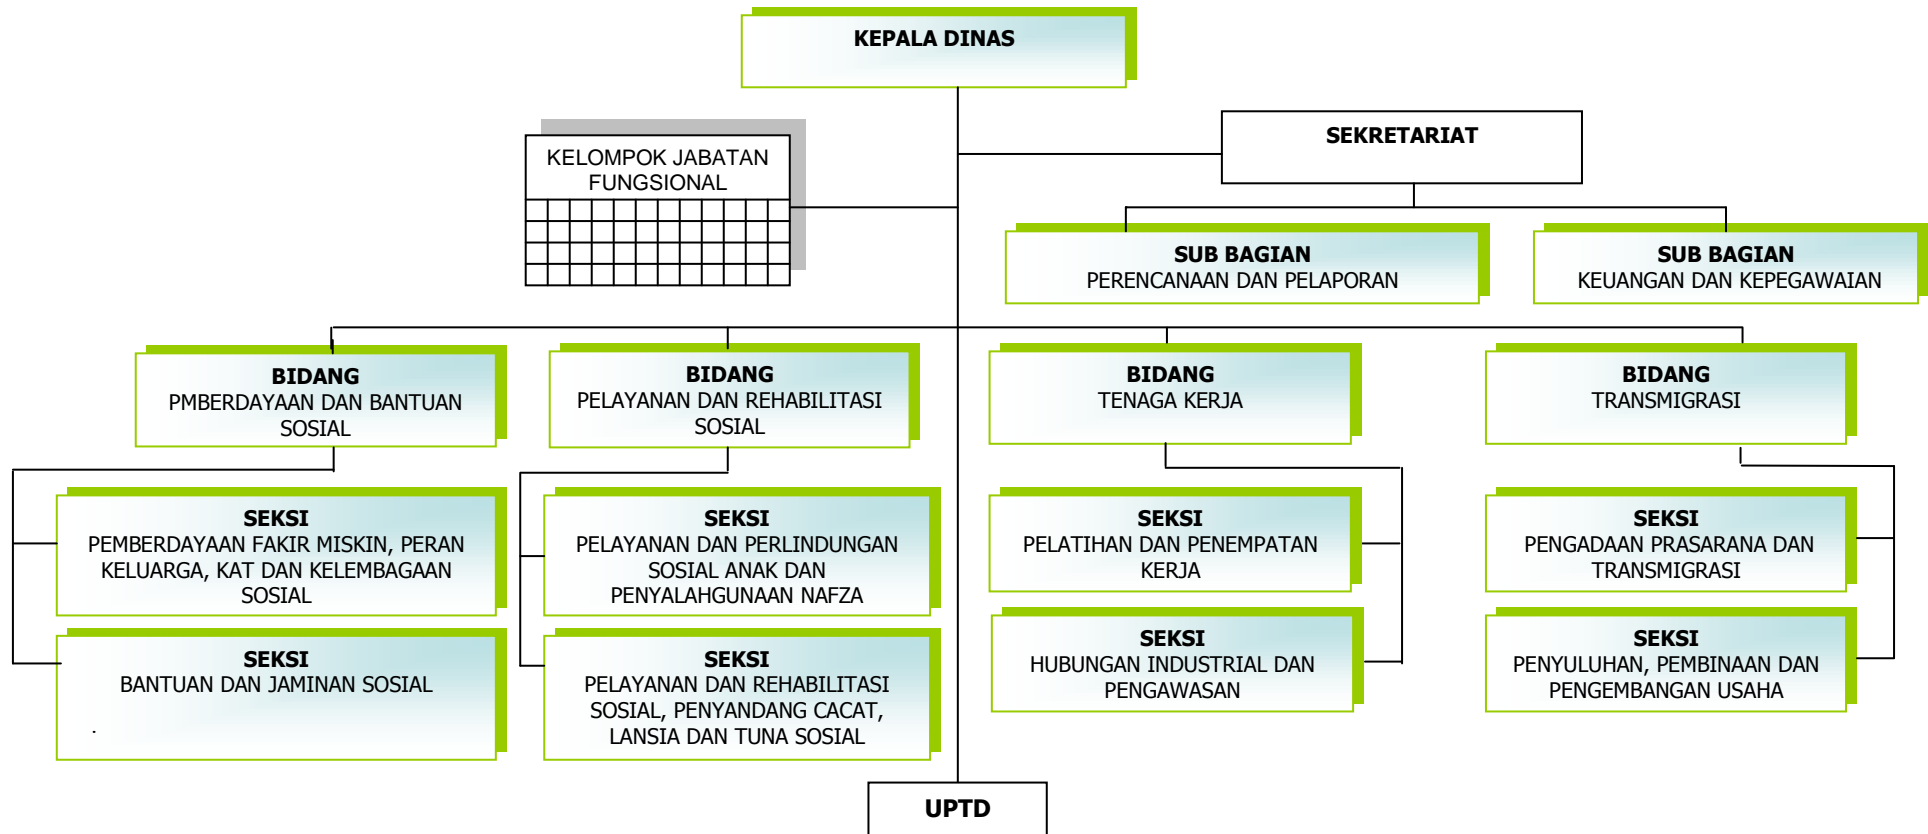 KEPALA DINAS
SEKRETARIAT
KELOMPOK JABATAN
FUNGSIONAL
SUB BAGIAN
PERENCANAAN DAN PELAPORAN
SUB BAGIAN
KEUANGAN DAN KEPEGAWAIAN
BIDANG
PMBERDAYAAN DAN BANTUAN
SOSIAL
BIDANG
PELAYANAN DAN REHABILITASI
SOSIAL
BIDANG
TENAGA KERJA
BIDANG
TRANSMIGRASI
SEKSI
PEMBERDAYAAN FAKIR MISKIN, PERAN
KELUARGA, KAT DAN KELEMBAGAAN
SOSIAL
SEKSI
PELAYANAN DAN PERLINDUNGAN
SOSIAL ANAK DAN
PENYALAHGUNAAN NAFZA
SEKSI
PELATIHAN DAN PENEMPATAN
KERJA
SEKSI
PENGADAAN PRASARANA DAN
TRANSMIGRASI
SEKSI
BANTUAN DAN JAMINAN SOSIAL
.
SEKSI
PELAYANAN DAN REHABILITASI
SOSIAL, PENYANDANG CACAT,
LANSIA DAN TUNA SOSIAL
SEKSI
HUBUNGAN INDUSTRIAL DAN
PENGAWASAN
SEKSI
PENYULUHAN, PEMBINAAN DAN
PENGEMBANGAN USAHA
UPTD